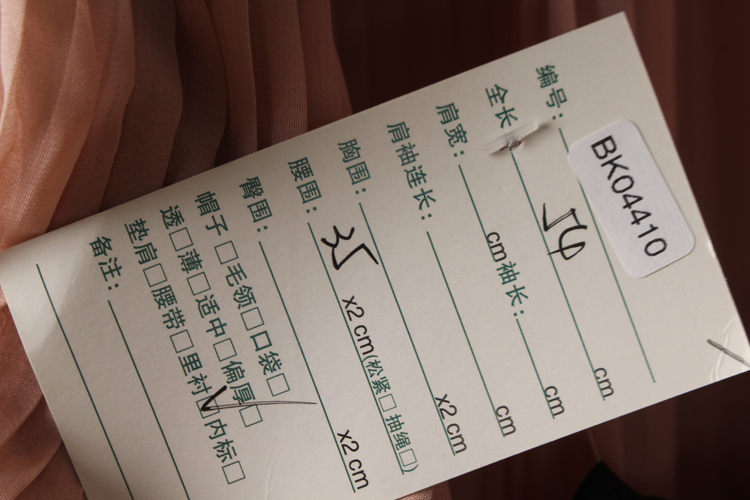 编号: BK04410
全长 54 cm
肩宽: cm 袖长: cm
肩袖连长: cm
胸围: x2 cm
腰围: 35 x2 cm(松紧□ 抽绳□)
臀围: x2 cm
帽子□毛领□口袋□
透□薄□适中□偏厚□
垫肩□腰带□里衬☑内标□
备注: